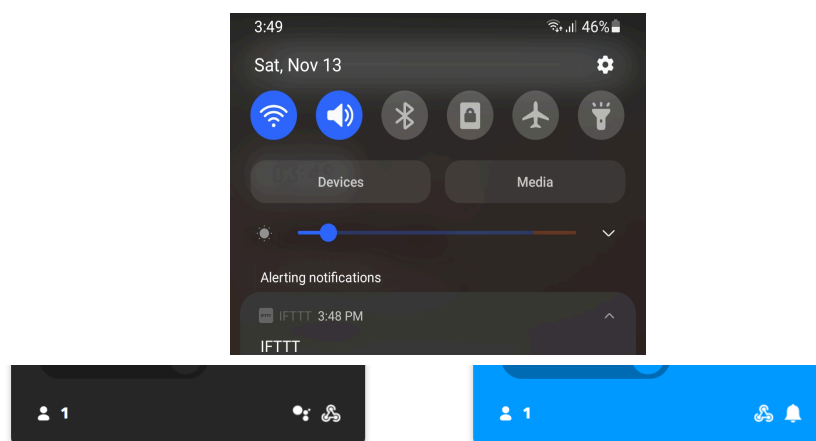 3:49 46%
Sat, Nov 13
Devices Media
Alerting notifications
IFTTT 3:48 PM
IFTTT
1 1